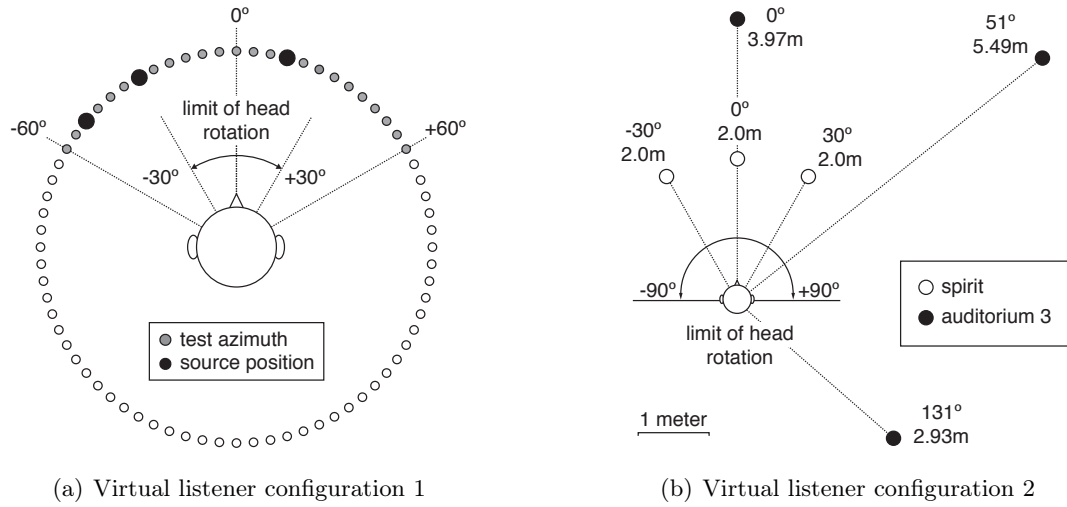 0º
-60º
+60º
limit of head
rotation
-30º
+30º
test azimuth
source position
(a) Virtual listener configuration 1
0º
3.97m
51º
5.49m
-30º
2.0m
0º
2.0m
30º
2.0m
-90º
+90º
limit of head
rotation
spirit
auditorium 3
1 meter
131º
2.93m
(b) Virtual listener configuration 2